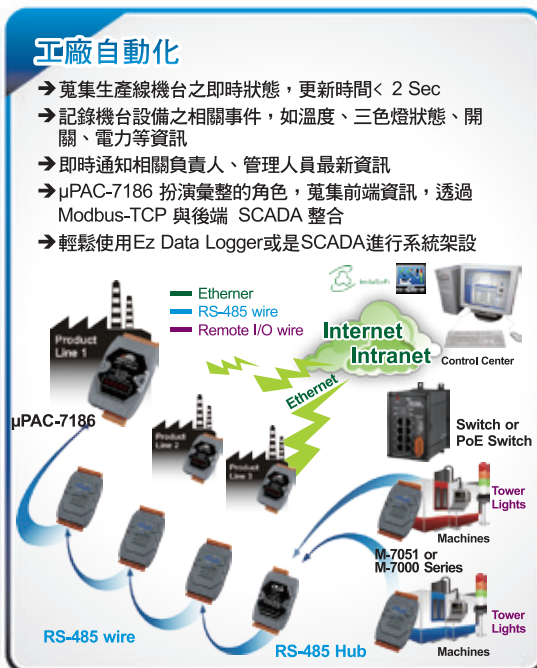 工廠自動化
➔ 蒐集生產線機台之即時狀態，更新時間< 2 Sec
➔ 記錄機台設備之相關事件，如溫度、三色燈狀態、開
關、電力等資訊
➔ 即時通知相關負責人、管理人員最新資訊
➔ µPAC-7186 扮演彙整的角色，蒐集前端資訊，透過
Modbus-TCP 與後端 SCADA 整合
➔ 輕鬆使用Ez Data Logger或是SCADA進行系統架設
Etherner
RS-485 wire
Remote I/O wire
Product
Line 1
Internet
Intranet
Control Center
Ethernet
µPAC-7186
Product
Line 2
Product
Line 3
Switch or
PoE Switch
Tower
Lights
Machines
M-7051 or
M-7000 Series
Tower
Lights
Machines
RS-485 wire
RS-485 Hub